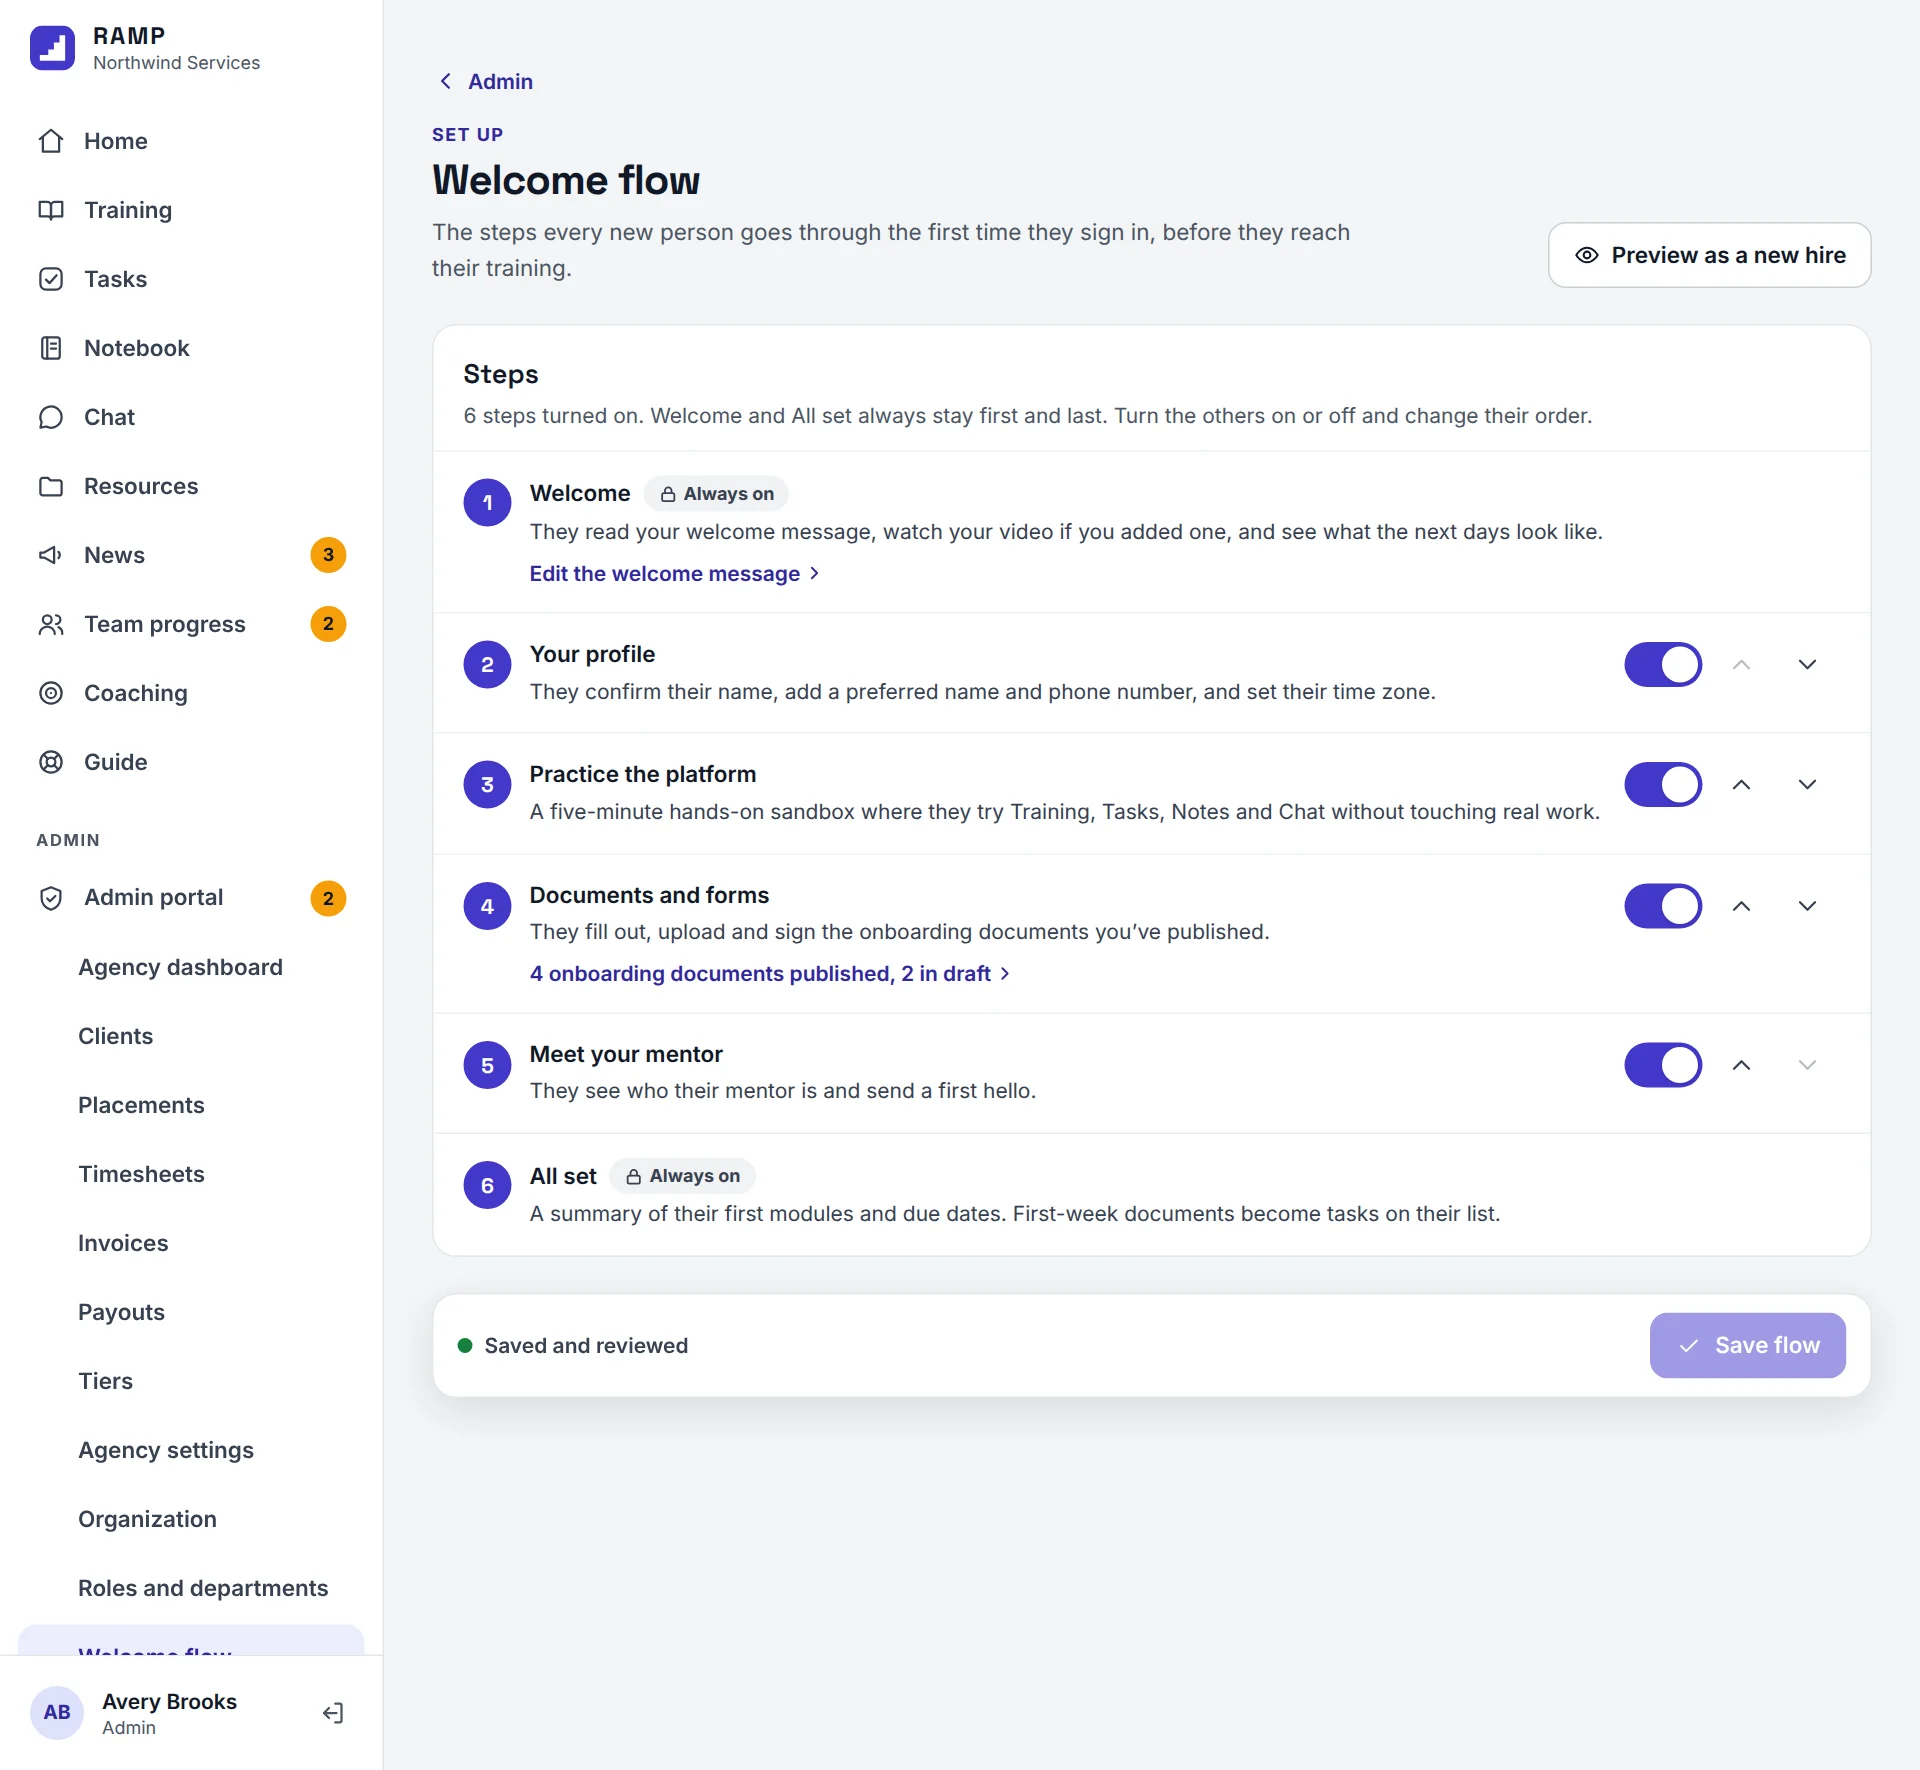 RAMP
Northwind Services
Home
Training
Tasks
Notebook
Chat
Resources
News 3
Team progress 2
Coaching
Guide
ADMIN
Admin portal 2
Agency dashboard
Clients
Placements
Timesheets
Invoices
Payouts
Tiers
Agency settings
Organization
Roles and departments
Welcome flow
AB
Avery Brooks
Admin
Admin
SET UP
Welcome flow
The steps every new person goes through the first time they sign in, before they reach
their training.
Preview as a new hire
Steps
6 steps turned on. Welcome and All set always stay first and last. Turn the others on or off and change their order.
1
Welcome Always on
They read your welcome message, watch your video if you added one, and see what the next days look like.
Edit the welcome message
2
Your profile
They confirm their name, add a preferred name and phone number, and set their time zone.
3
Practice the platform
A five-minute hands-on sandbox where they try Training, Tasks, Notes and Chat without touching real work.
4
Documents and forms
They fill out, upload and sign the onboarding documents you’ve published.
4 onboarding documents published, 2 in draft
5
Meet your mentor
They see who their mentor is and send a first hello.
6
All set Always on
A summary of their first modules and due dates. First-week documents become tasks on their list.
Saved and reviewed
Save flow